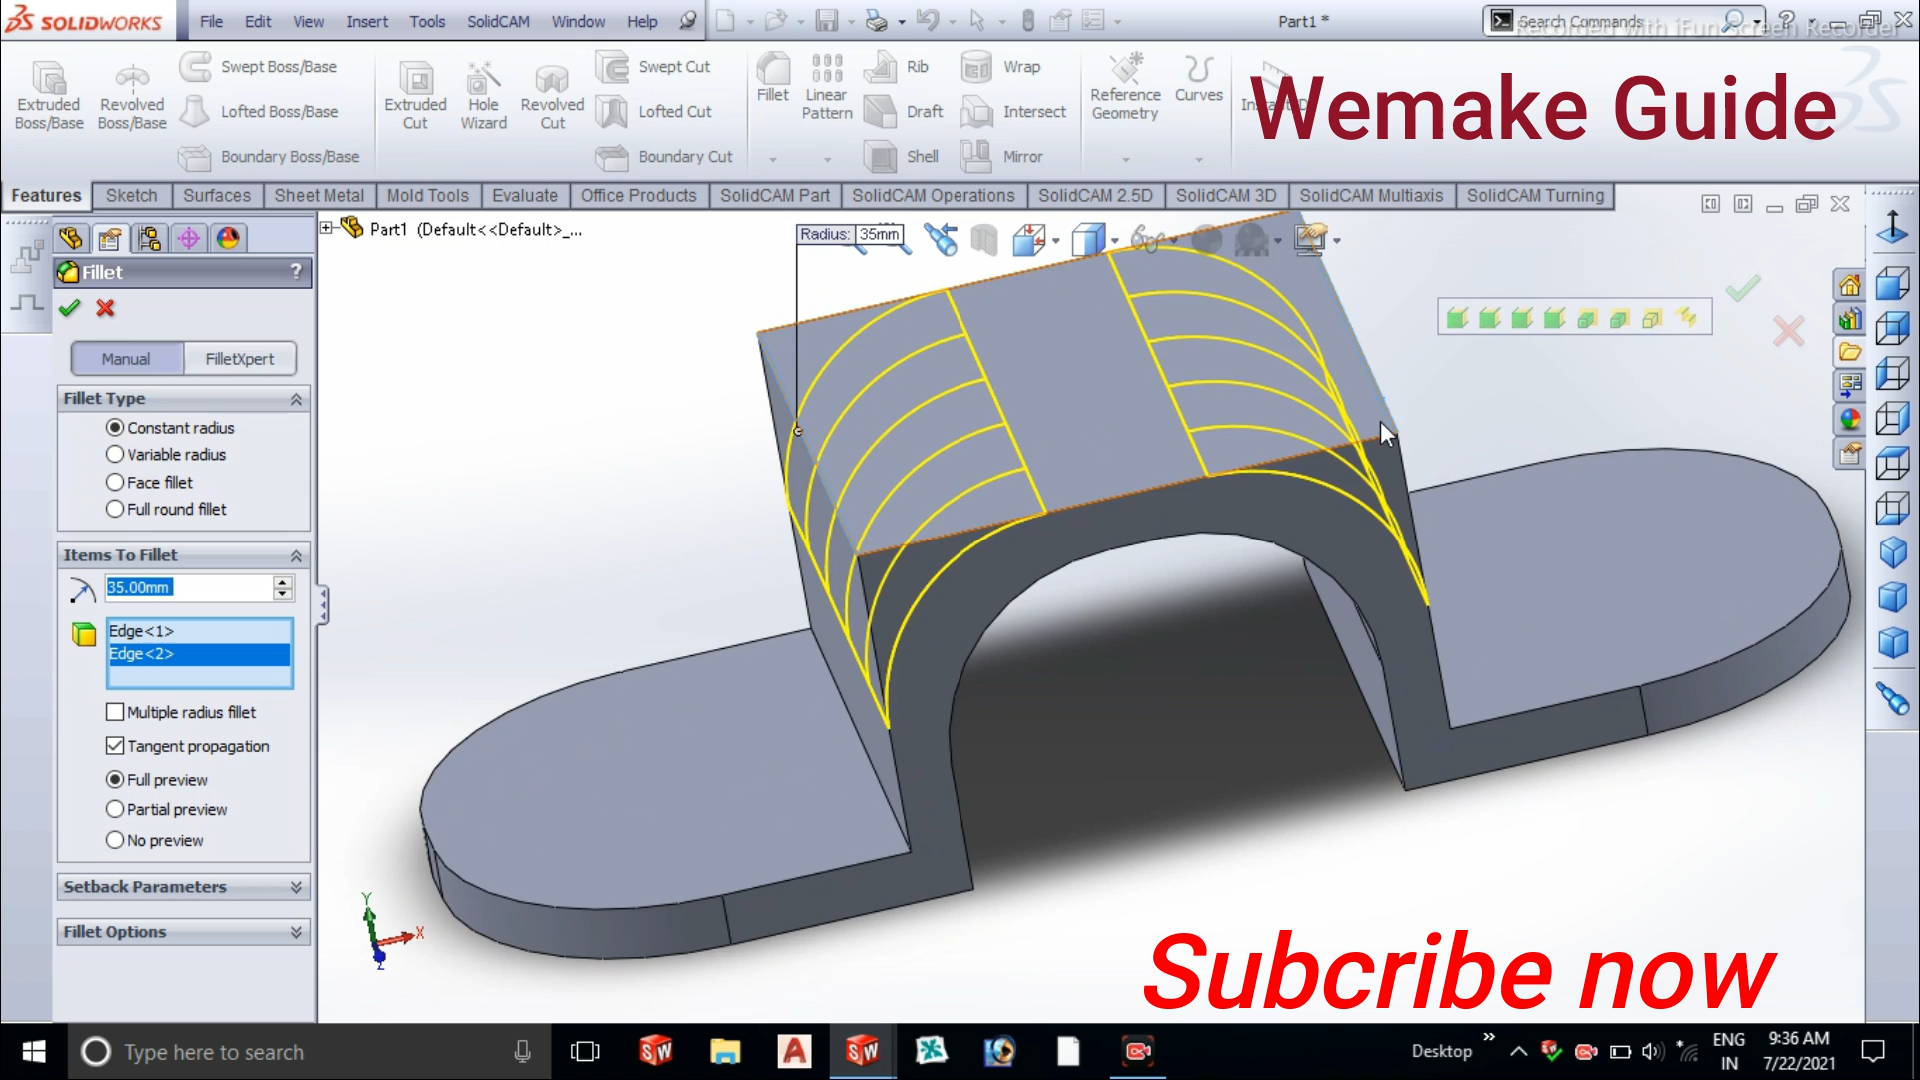 SOLIDWORKS File Edit View Insert Tools SolidCAM Window Help Part1 * Search Commands
Recorded with iFun Screen Recorder
Extruded Boss/Base
Revolved Boss/Base
Swept Boss/Base
Lofted Boss/Base
Boundary Boss/Base
Extruded Cut
Hole Wizard
Revolved Cut
Swept Cut
Lofted Cut
Boundary Cut
Fillet
Linear Pattern
Rib
Draft
Shell
Wrap
Intersect
Mirror
Reference Geometry
Curves
Wemake Guide
Features Sketch Surfaces Sheet Metal Mold Tools Evaluate Office Products SolidCAM Part SolidCAM Operations SolidCAM 2.5D SolidCAM 3D SolidCAM Multiaxis SolidCAM Turning
Part1 (Default<<Default>_...
Radius: 35mm
Fillet ?
Manual FilletXpert
Fillet Type
Constant radius
Variable radius
Face fillet
Full round fillet
Items To Fillet
35.00mm
Edge<1>
Edge<2>
Multiple radius fillet
Tangent propagation
Full preview
Partial preview
No preview
Setback Parameters
Fillet Options
Y
X
Z
Subcribe now
Type here to search
Desktop
ENG
IN
9:36 AM
7/22/2021